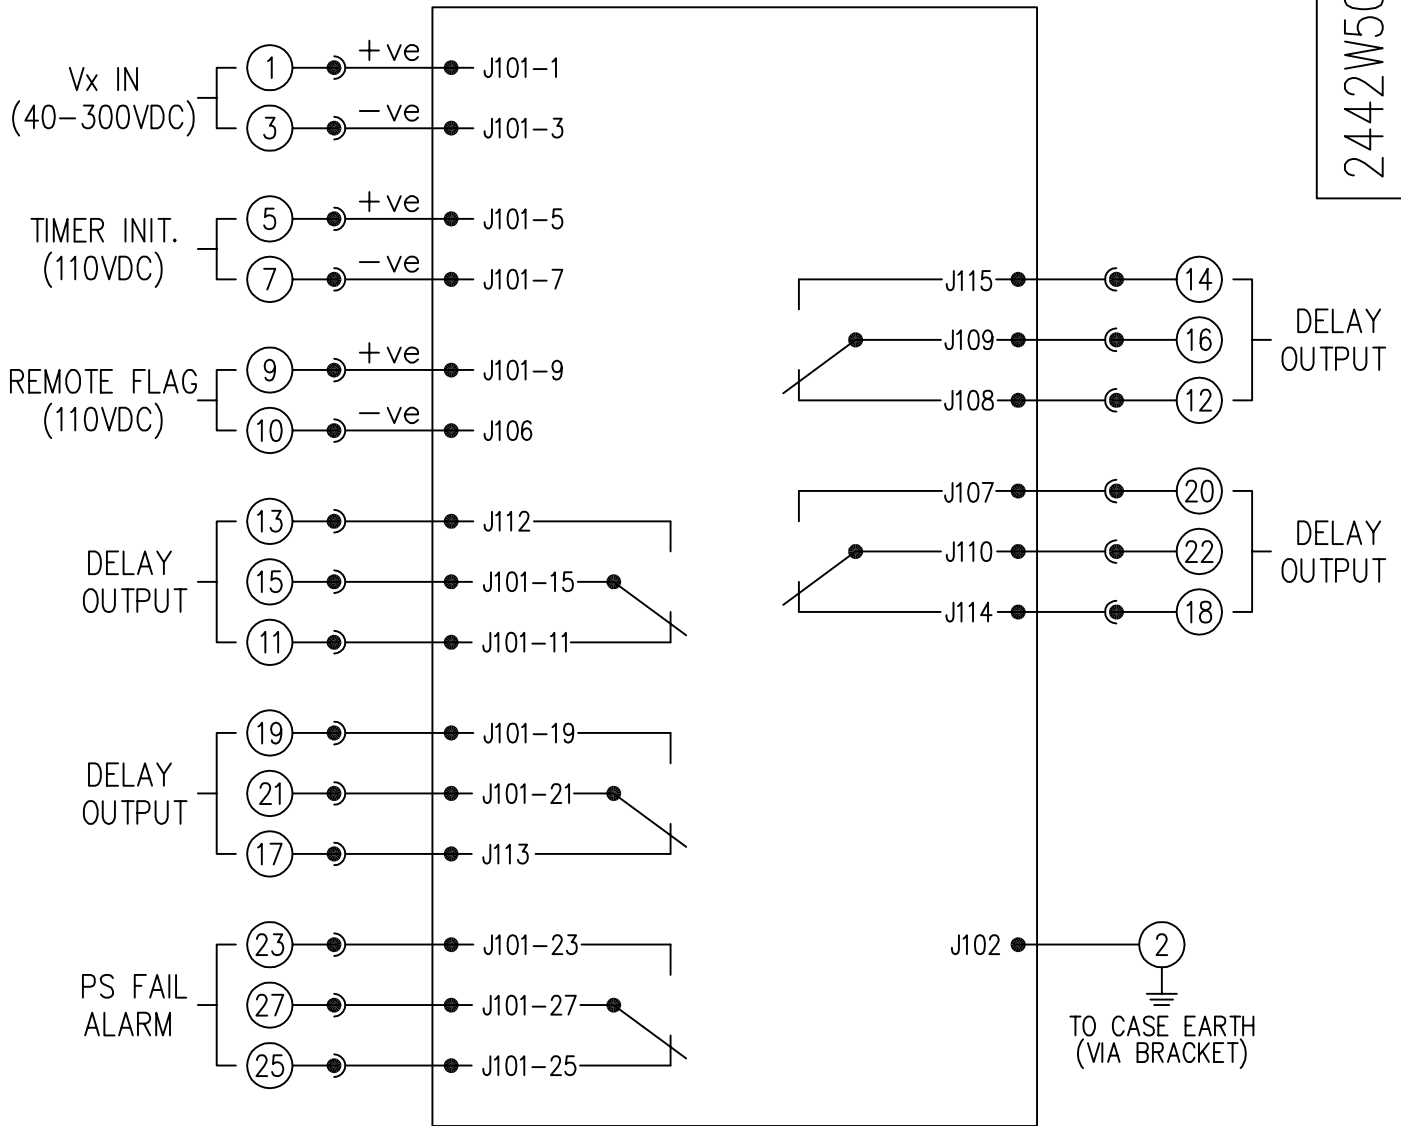 2442W50
Vx IN
(40-300VDC)
1 +ve J101-1
3 -ve J101-3
TIMER INIT.
(110VDC)
5 +ve J101-5
7 -ve J101-7
REMOTE FLAG
(110VDC)
9 +ve J101-9
10 -ve J106
DELAY
OUTPUT
13 J112
15 J101-15
11 J101-11
DELAY
OUTPUT
19 J101-19
21 J101-21
17 J113
PS FAIL
ALARM
23 J101-23
27 J101-27
25 J101-25
J115 14
J109 16
J108 12
DELAY
OUTPUT
J107 20
J110 22
J114 18
DELAY
OUTPUT
J102 2
TO CASE EARTH
(VIA BRACKET)